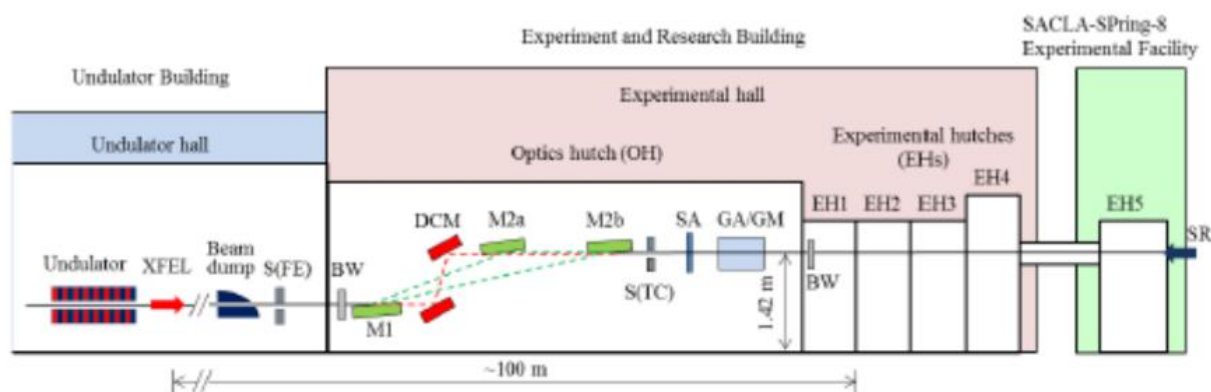 SACLA-SPring-8
Experimental Facility
Experiment and Research Building
Undulator Building
Experimental hall
Undulator hall
Optics hutch (OH)
Experimental hutches
(EHs)
EH4
DCM
M2a
M2b
SA
GA/GM
EH1
EH2
EH3
EH5
SR
Undulator
XFEL
Beam
dump
S(FE)
BW
M1
S(TC)
1.42 m
BW
~100 m